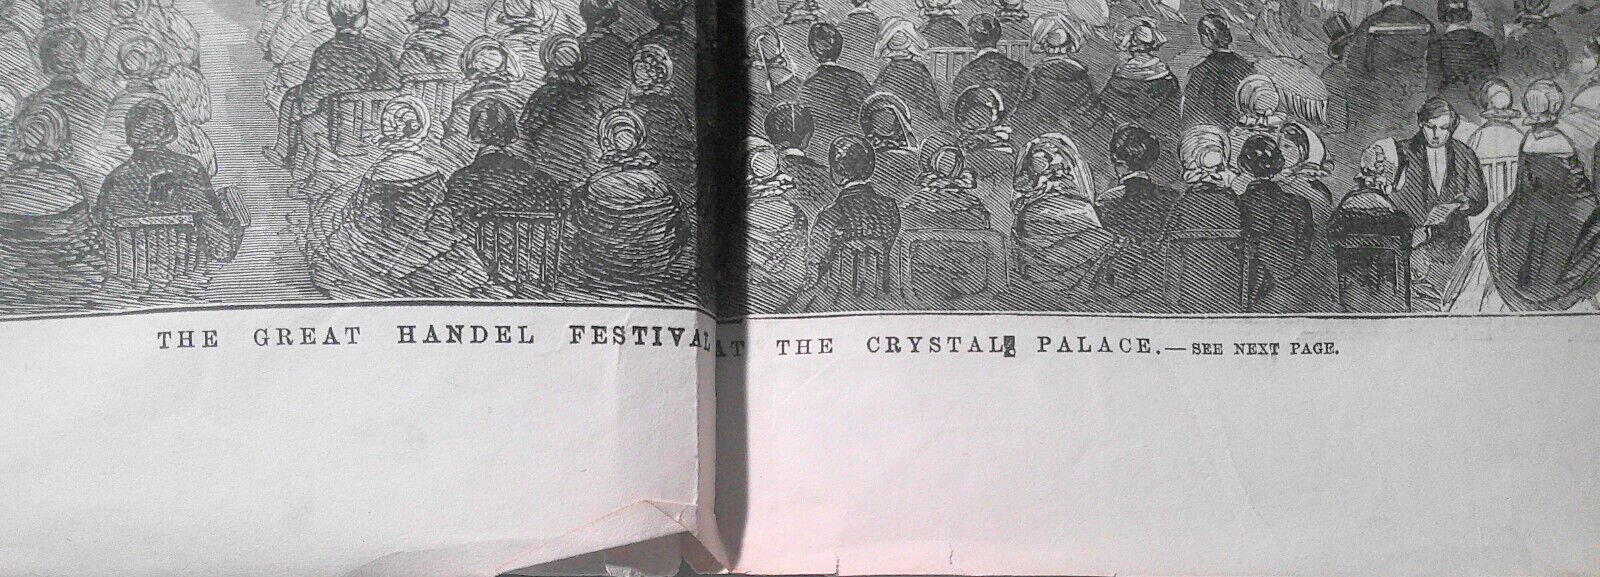 THE GREAT HANDEL FESTIVAL AT THE CRYSTAL PALACE.—SEE NEXT PAGE.